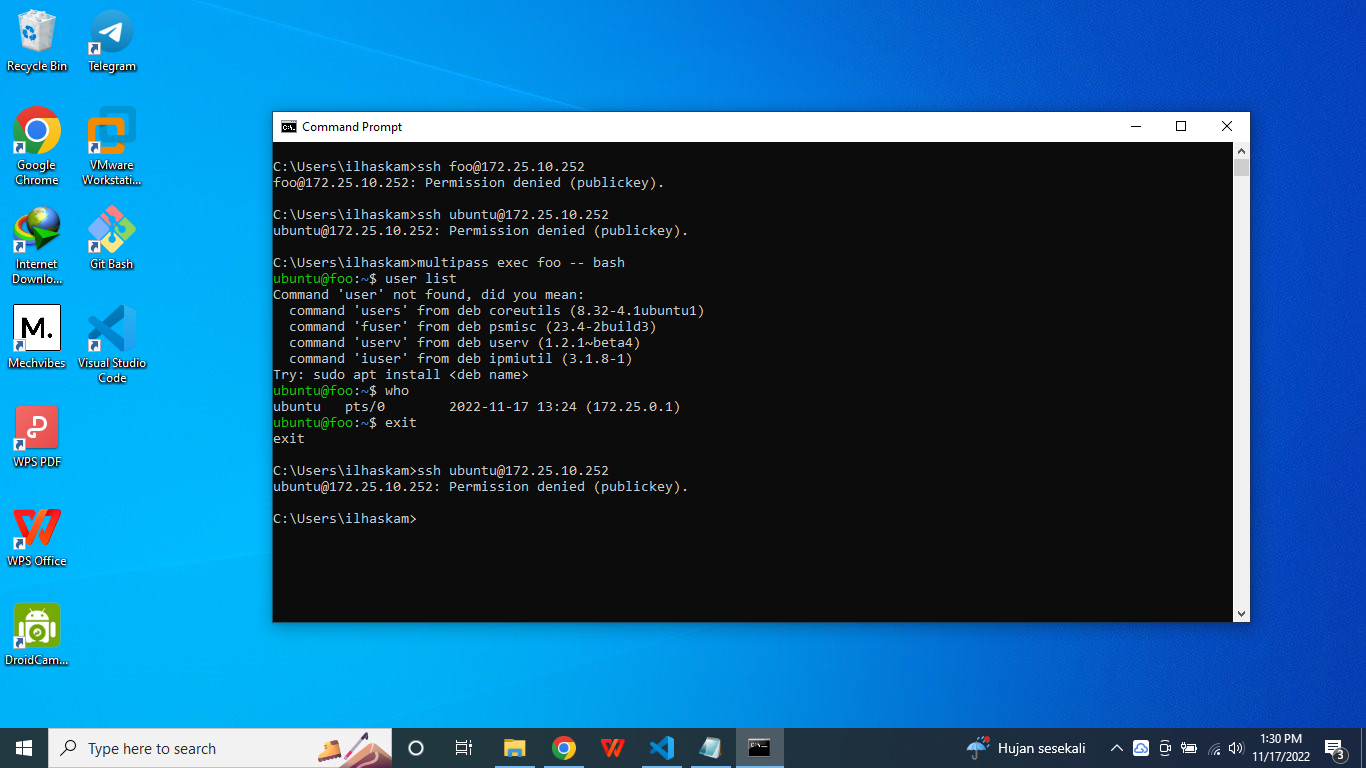 Recycle Bin
Telegram
Google
Chrome
VMware
Workstati...
Internet
Downlo...
Git Bash
M.
Mechvibes
Visual Studio
Code
WPS PDF
WPS Office
DroidCam...
C:\.
Command Prompt
C:\Users\ilhaskam>ssh foo@172.25.10.252
foo@172.25.10.252: Permission denied (publickey).
C:\Users\ilhaskam>ssh ubuntu@172.25.10.252
ubuntu@172.25.10.252: Permission denied (publickey).
C:\Users\ilhaskam>multipass exec foo -- bash
ubuntu@foo:~$ user list
Command 'user' not found, did you mean:
  command 'users' from deb coreutils (8.32-4.1ubuntu1)
  command 'fuser' from deb psmisc (23.4-2build3)
  command 'userv' from deb userv (1.2.1~beta4)
  command 'iuser' from deb ipmiutil (3.1.8-1)
Try: sudo apt install <deb name>
ubuntu@foo:~$ who
ubuntu   pts/0        2022-11-17 13:24 (172.25.0.1)
ubuntu@foo:~$ exit
exit
C:\Users\ilhaskam>ssh ubuntu@172.25.10.252
ubuntu@172.25.10.252: Permission denied (publickey).
C:\Users\ilhaskam>
Type here to search
Hujan sesekali
1:30 PM
11/17/2022
3